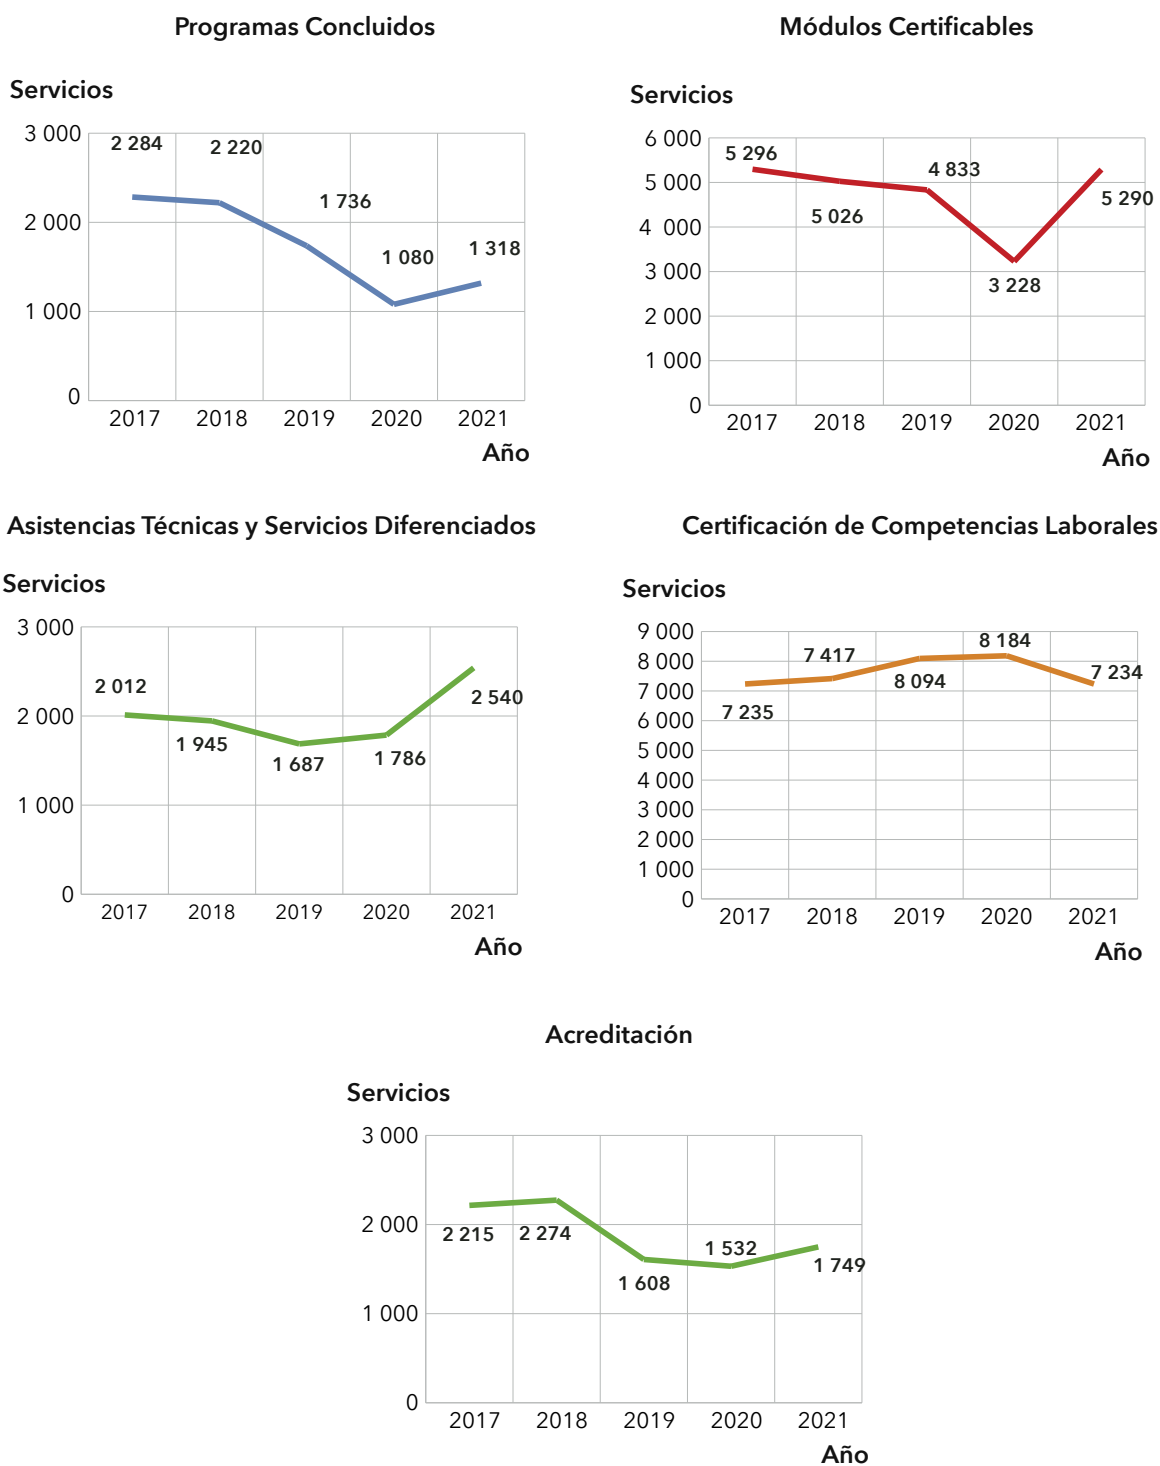 Programas Concluidos
Servicios
3 000
2 000
1 000
0
2 284
2 220
1 736
1 080
1 318
2017 2018 2019 2020 2021
Año
Módulos Certificables
Servicios
6 000
5 000
4 000
3 000
2 000
1 000
0
5 296
5 026
4 833
3 228
5 290
2017 2018 2019 2020 2021
Año
Asistencias Técnicas y Servicios Diferenciados
Servicios
3 000
2 000
1 000
0
2 012
1 945
1 687
1 786
2 540
2017 2018 2019 2020 2021
Año
Certificación de Competencias Laborales
Servicios
9 000
8 000
7 000
6 000
5 000
4 000
3 000
2 000
1 000
0
7 235
7 417
8 094
8 184
7 234
2017 2018 2019 2020 2021
Año
Acreditación
Servicios
3 000
2 000
1 000
0
2 215
2 274
1 608
1 532
1 749
2017 2018 2019 2020 2021
Año